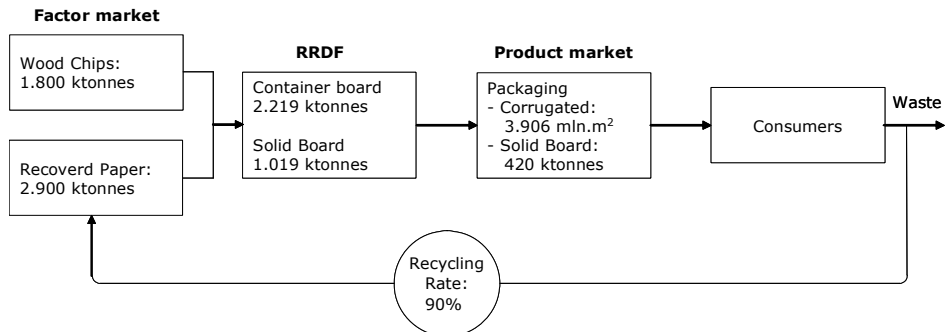 Factor market
Wood Chips:
1.800 ktonnes
Recoverd Paper:
2.900 ktonnes
RRDF
Container board
2.219 ktonnes
Solid Board
1.019 ktonnes
Product market
Packaging
- Corrugated:
3.906 mln.m²
- Solid Board:
420 ktonnes
Consumers
Waste
Recycling
Rate:
90%